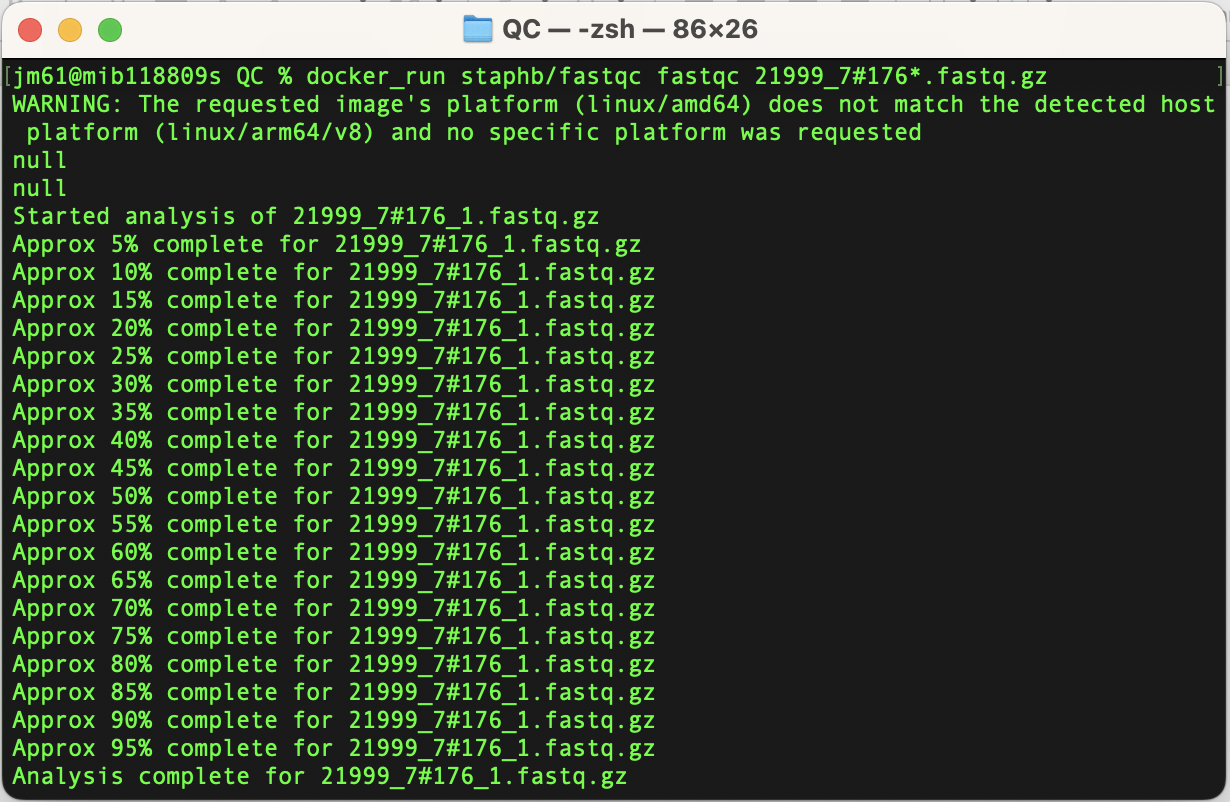 QC — -zsh — 86×26
[jm61@mib118809s QC % docker_run staphb/fastqc fastqc 21999_7#176*.fastq.gz ]
WARNING: The requested image's platform (linux/amd64) does not match the detected host
 platform (linux/arm64/v8) and no specific platform was requested
null
null
Started analysis of 21999_7#176_1.fastq.gz
Approx 5% complete for 21999_7#176_1.fastq.gz
Approx 10% complete for 21999_7#176_1.fastq.gz
Approx 15% complete for 21999_7#176_1.fastq.gz
Approx 20% complete for 21999_7#176_1.fastq.gz
Approx 25% complete for 21999_7#176_1.fastq.gz
Approx 30% complete for 21999_7#176_1.fastq.gz
Approx 35% complete for 21999_7#176_1.fastq.gz
Approx 40% complete for 21999_7#176_1.fastq.gz
Approx 45% complete for 21999_7#176_1.fastq.gz
Approx 50% complete for 21999_7#176_1.fastq.gz
Approx 55% complete for 21999_7#176_1.fastq.gz
Approx 60% complete for 21999_7#176_1.fastq.gz
Approx 65% complete for 21999_7#176_1.fastq.gz
Approx 70% complete for 21999_7#176_1.fastq.gz
Approx 75% complete for 21999_7#176_1.fastq.gz
Approx 80% complete for 21999_7#176_1.fastq.gz
Approx 85% complete for 21999_7#176_1.fastq.gz
Approx 90% complete for 21999_7#176_1.fastq.gz
Approx 95% complete for 21999_7#176_1.fastq.gz
Analysis complete for 21999_7#176_1.fastq.gz